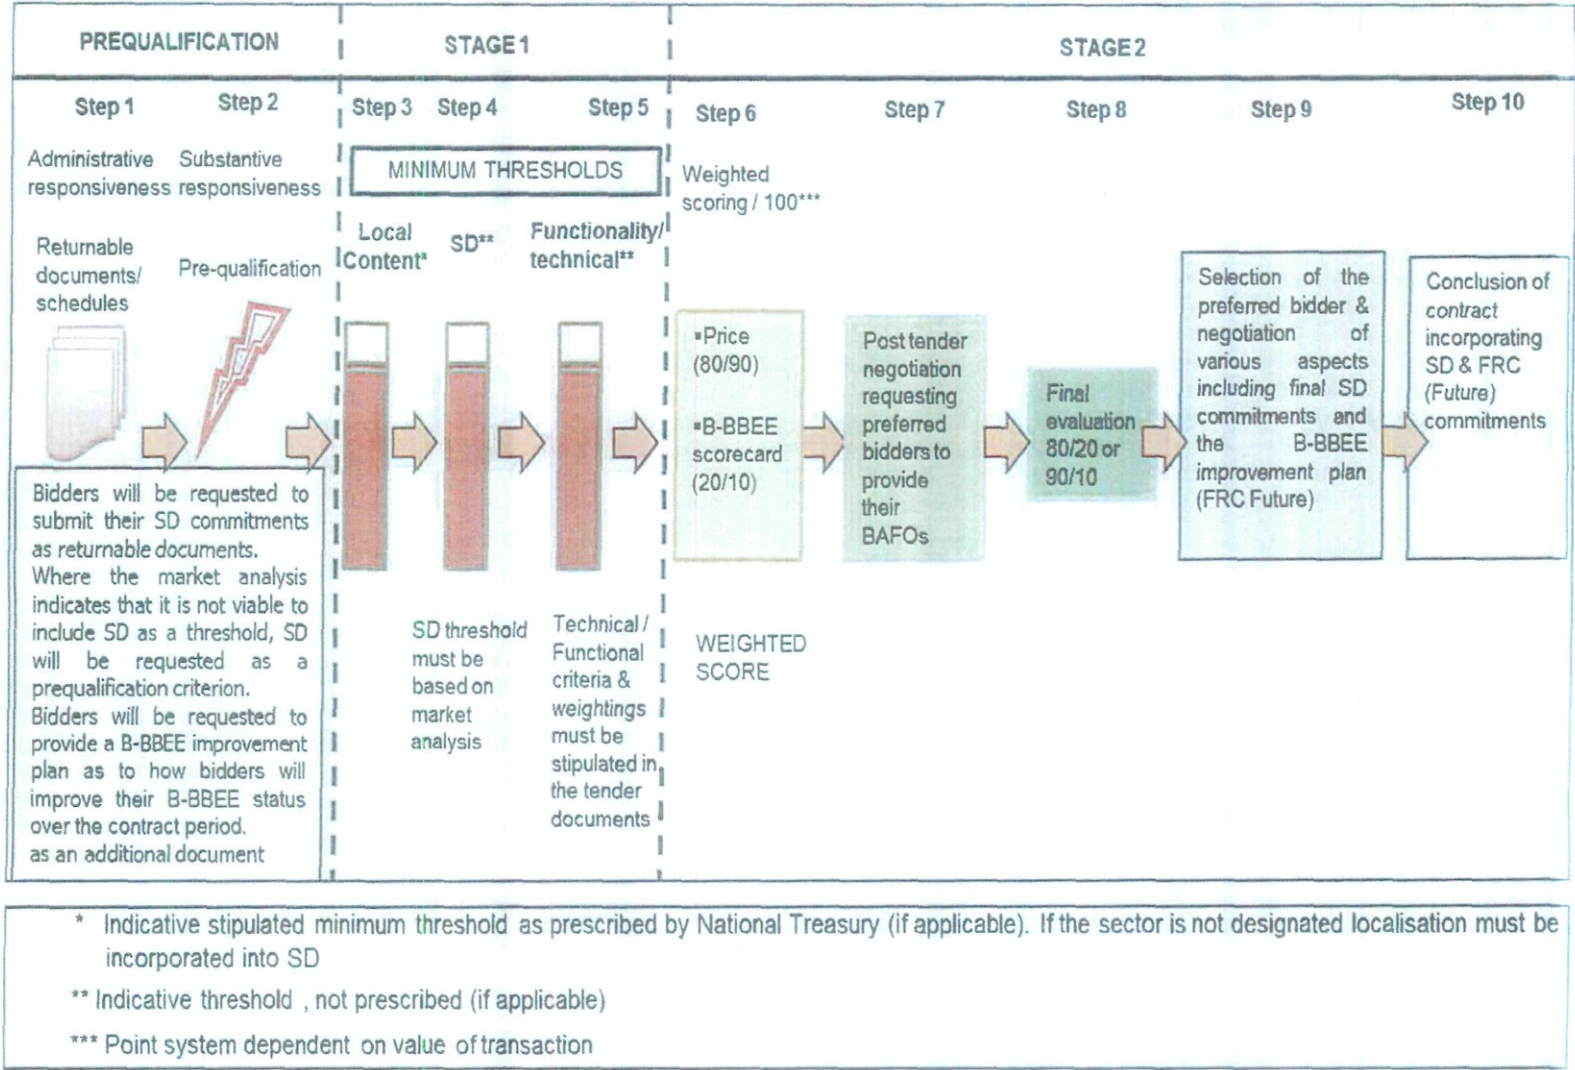 PREQUALIFICATION
STAGE 1
STAGE 2
Step 1
Step 2
Step 3
Step 4
Step 5
Step 6
Step 7
Step 8
Step 9
Step 10
Administrative
responsiveness
Substantive
responsiveness
MINIMUM THRESHOLDS
Weighted
scoring / 100***
Returnable
documents/
schedules
Pre-qualification
Local
Content*
SD**
Functionality/
technical**
▪Price
(80/90)
▪B-BBEE
scorecard
(20/10)
Post tender
negotiation
requesting
preferred
bidders to
provide
their
BAFOs
Final
evaluation
80/20 or
90/10
Selection of the
preferred bidder &
negotiation of
various aspects
including final SD
commitments and
the B-BBEE
improvement plan
(FRC Future)
Conclusion of
contract
incorporating
SD & FRC
(Future)
commitments
Bidders will be requested to
submit their SD commitments
as returnable documents.
Where the market analysis
indicates that it is not viable to
include SD as a threshold, SD
will be requested as a
prequalification criterion.
Bidders will be requested to
provide a B-BBEE improvement
plan as to how bidders will
improve their B-BBEE status
over the contract period.
as an additional document
SD threshold
must be
based on
market
analysis
Technical /
Functional
criteria &
weightings
must be
stipulated in
the tender
documents
WEIGHTED
SCORE
* Indicative stipulated minimum threshold as prescribed by National Treasury (if applicable). If the sector is not designated localisation must be
incorporated into SD
** Indicative threshold , not prescribed (if applicable)
*** Point system dependent on value of transaction